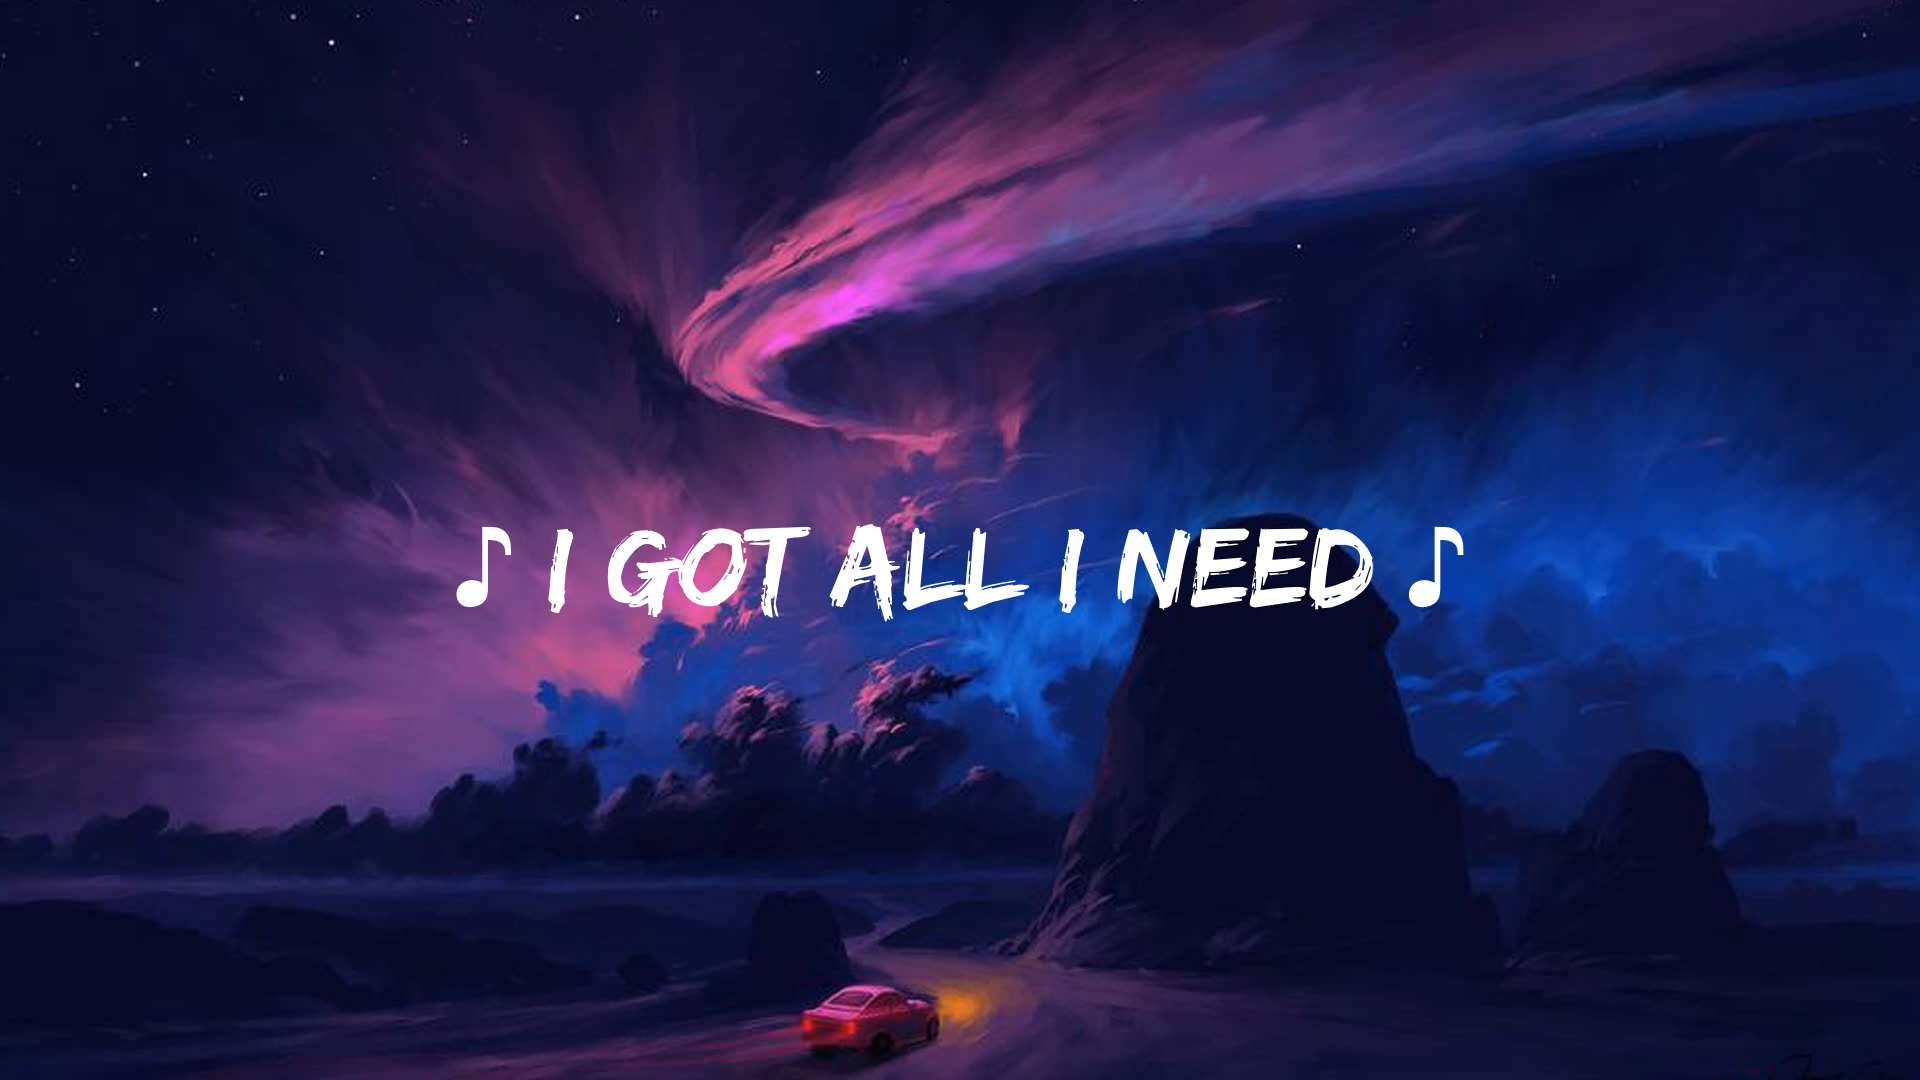 ♪ I GOT ALL I NEED ♪